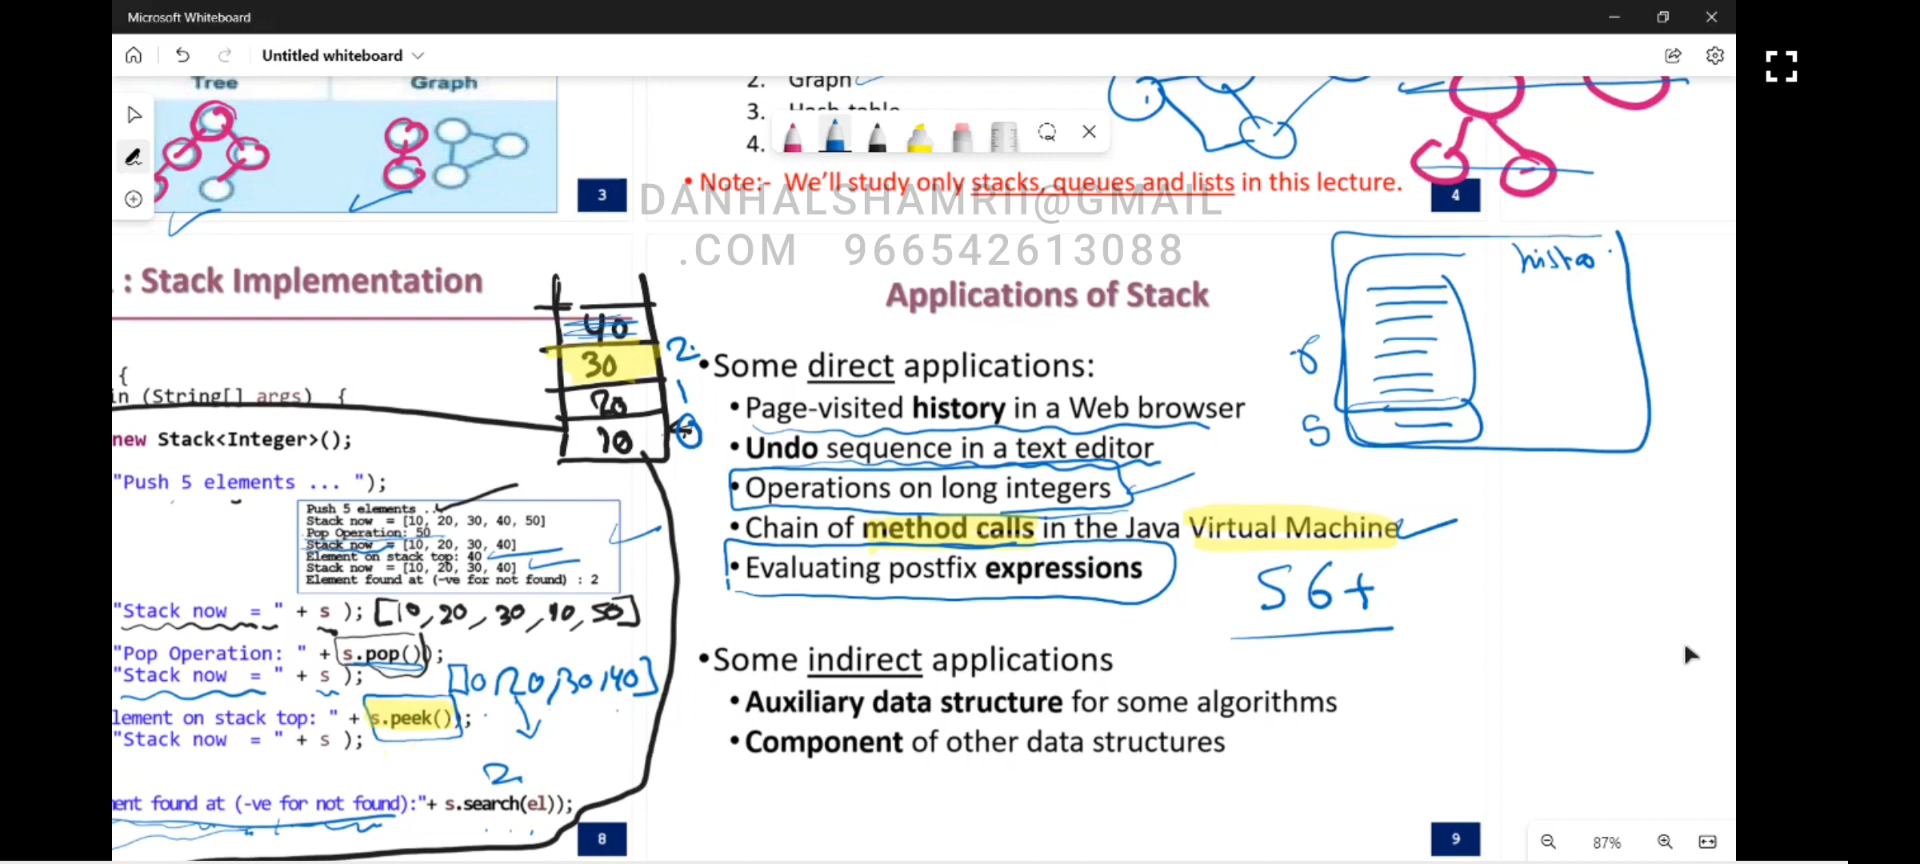 Microsoft Whiteboard
Untitled whiteboard
Tree
Graph
3
2. Graph
3. Hash table
4.
• Note:- We'll study only stacks, queues and lists in this lecture.
4
DANHALSHAMRII@GMAIL
.COM 966542613088
: Stack Implementation
40
30
20
10
2
1
0
{
in (String[] args) {
new Stack<Integer>();
"Push 5 elements ... ");
Push 5 elements ...
Stack now = [10, 20, 30, 40, 50]
Pop Operation: 50
Stack now = [10, 20, 30, 40]
Element on stack top: 40
Stack now = [10, 20, 30, 40]
Element found at (-ve for not found) : 2
"Stack now = " + s ); [10, 20, 30, 40, 50]
"Pop Operation: " + s.pop());
"Stack now = " + s );
[10, 20, 30, 40]
lement on stack top: " + s.peek());
"Stack now = " + s );
2
ent found at (-ve for not found):"+ s.search(el));
8
Applications of Stack
•Some direct applications:
•Page-visited history in a Web browser
•Undo sequence in a text editor
•Operations on long integers
•Chain of method calls in the Java Virtual Machine
•Evaluating postfix expressions
5 6 +
•Some indirect applications
•Auxiliary data structure for some algorithms
•Component of other data structures
9
6
5
87%